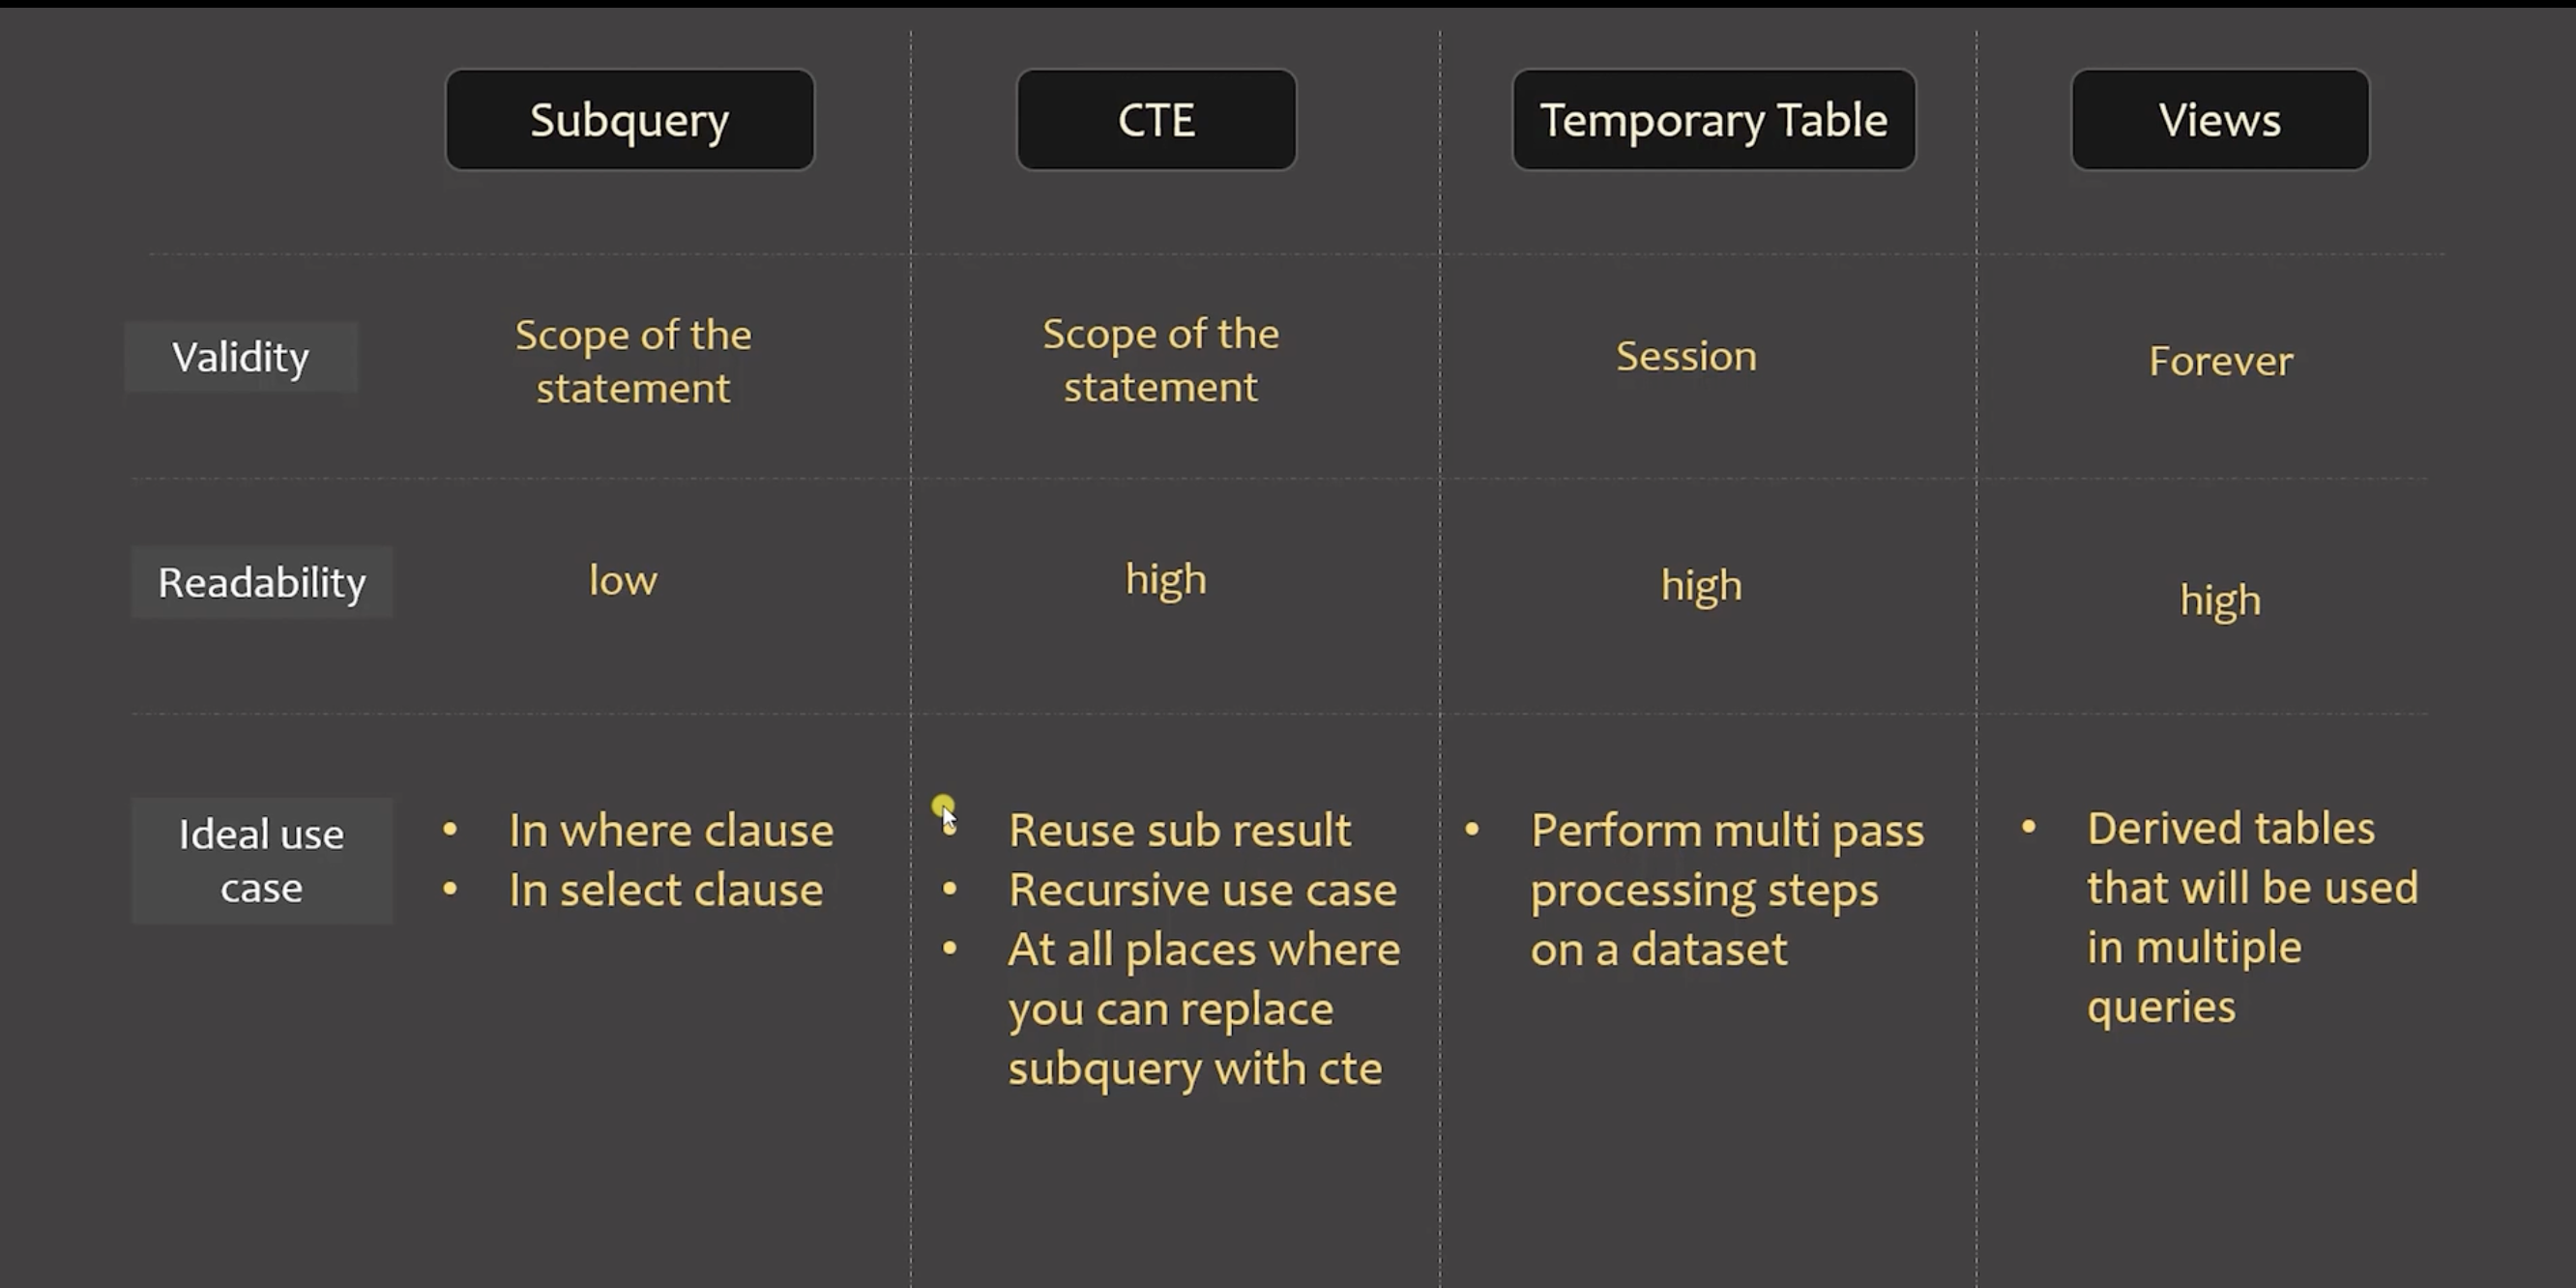 Subquery
CTE
Temporary Table
Views
Validity
Scope of the
statement
Scope of the
statement
Session
Forever
Readability
low
high
high
high
Ideal use
case
• In where clause
• In select clause
• Reuse sub result
• Recursive use case
• At all places where
you can replace
subquery with cte
• Perform multi pass
processing steps
on a dataset
• Derived tables
that will be used
in multiple
queries